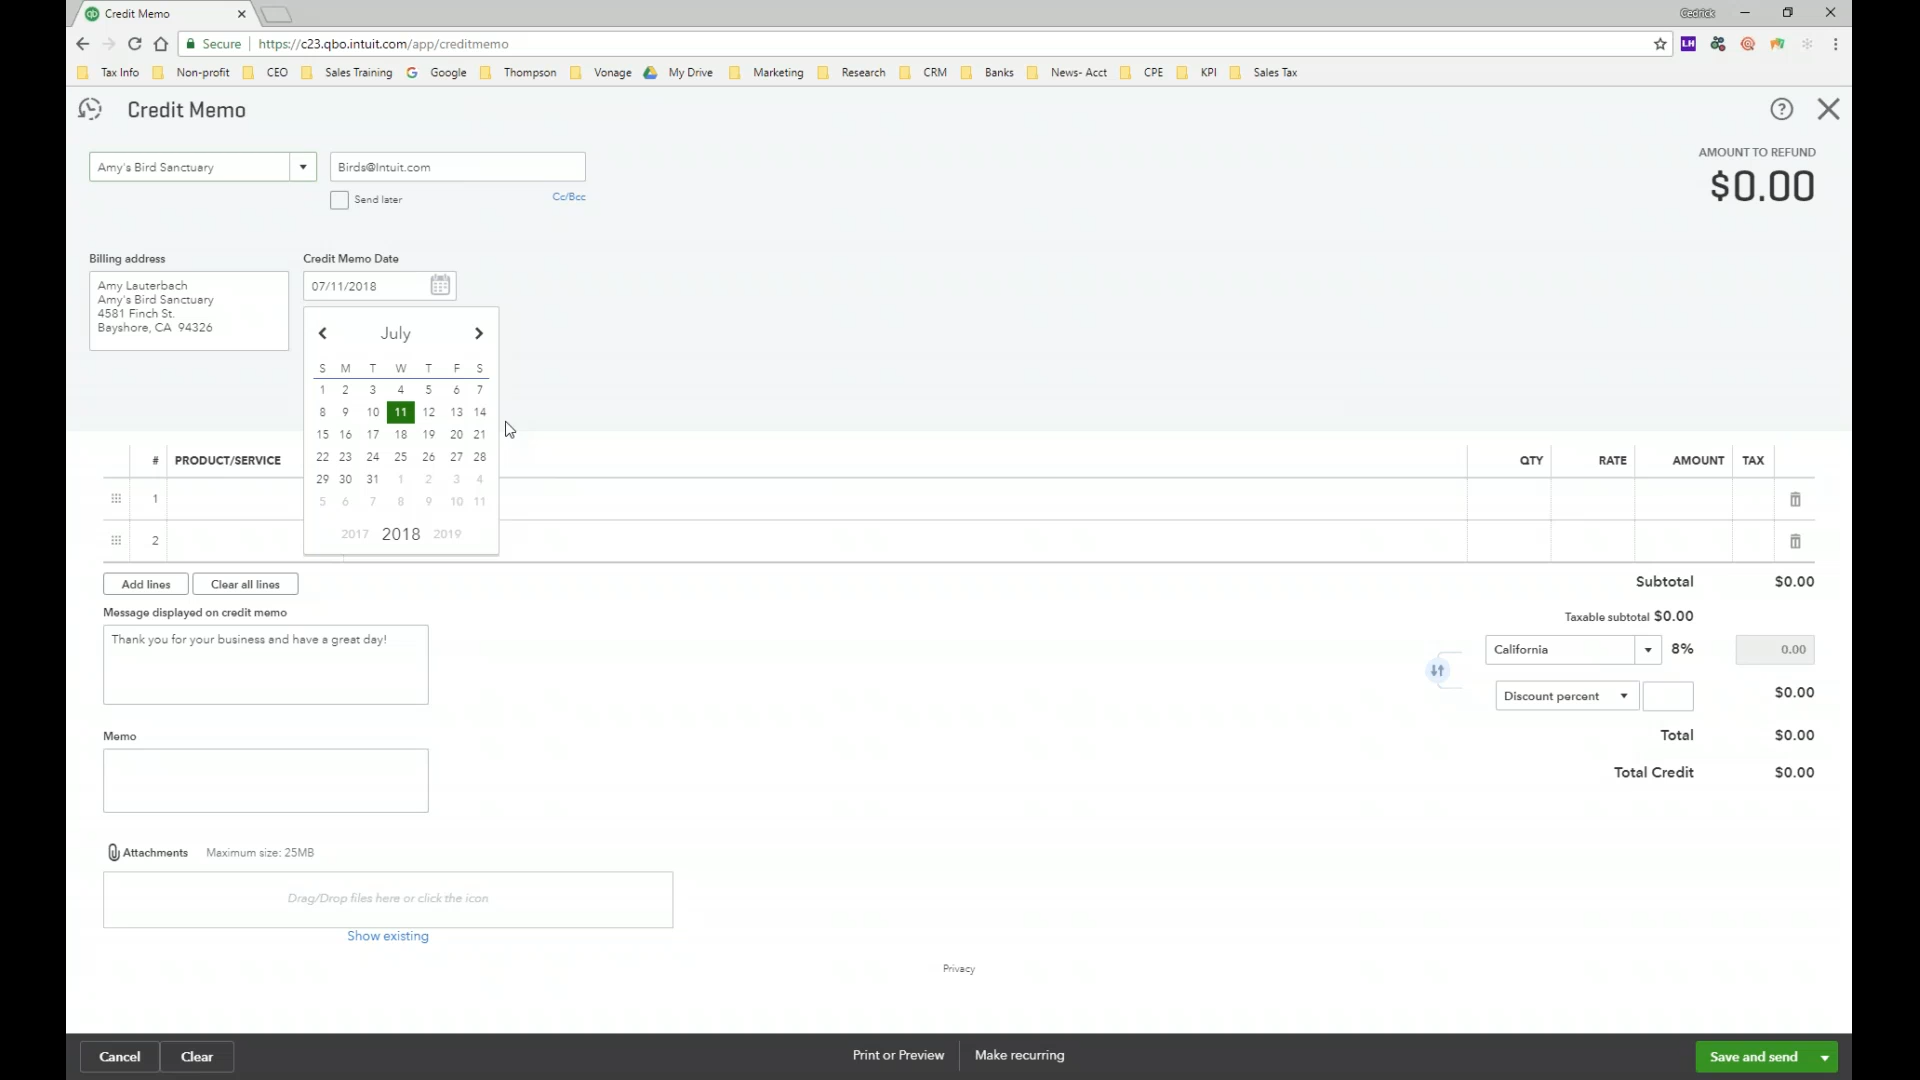 Credit Memo
Cedrick
Secure https://c23.qbo.intuit.com/app/creditmemo
LH
Tax Info Non-profit CEO Sales Training Google Thompson Vonage My Drive Marketing Research CRM Banks News- Acct CPE KPI Sales Tax
Credit Memo
Amy's Bird Sanctuary
Birds@Intuit.com
AMOUNT TO REFUND
$0.00
Send later
Cc/Bcc
Billing address
Credit Memo Date
Amy Lauterbach
Amy's Bird Sanctuary
4581 Finch St.
Bayshore, CA 94326
07/11/2018
July
S M T W T F S
1 2 3 4 5 6 7
8 9 10 11 12 13 14
15 16 17 18 19 20 21
22 23 24 25 26 27 28
29 30 31 1 2 3 4
5 6 7 8 9 10 11
2017 2018 2019
# PRODUCT/SERVICE QTY RATE AMOUNT TAX
1
2
Add lines Clear all lines
Subtotal $0.00
Message displayed on credit memo
Thank you for your business and have a great day!
Taxable subtotal $0.00
California 8% 0.00
Discount percent $0.00
Total $0.00
Memo
Total Credit $0.00
Attachments Maximum size: 25MB
Drag/Drop files here or click the icon
Show existing
Privacy
Cancel Clear Print or Preview Make recurring Save and send